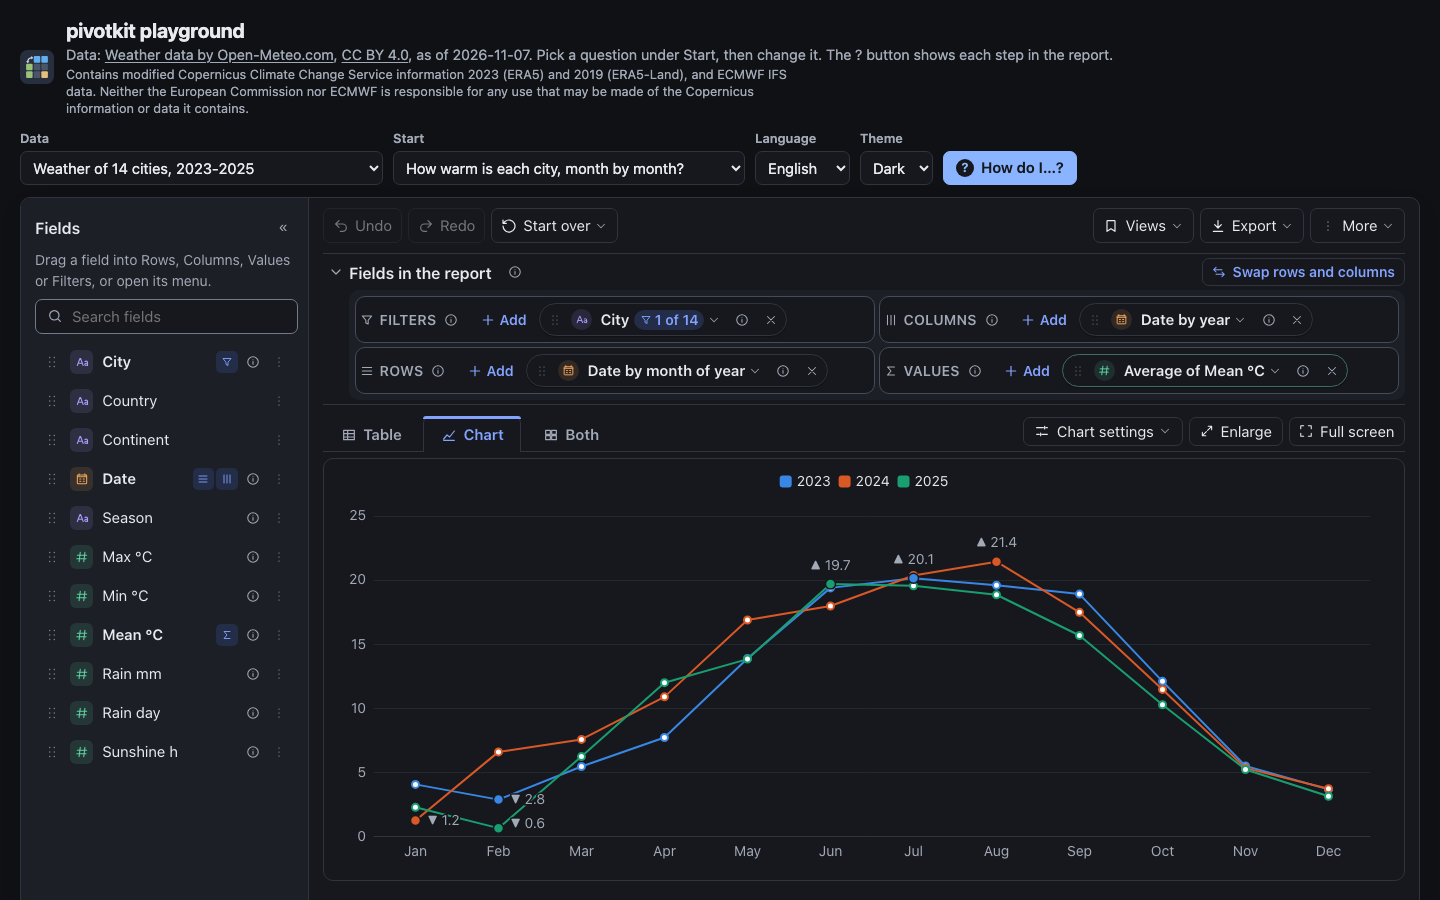 pivotkit playground
Data: Weather data by Open-Meteo.com, CC BY 4.0, as of 2026-11-07. Pick a question under Start, then change it. The ? button shows each step in the report.
Contains modified Copernicus Climate Change Service information 2023 (ERA5) and 2019 (ERA5-Land), and ECMWF IFS
data. Neither the European Commission nor ECMWF is responsible for any use that may be made of the Copernicus
information or data it contains.
Data
Start
Language
Theme
Weather of 14 cities, 2023-2025
How warm is each city, month by month?
English
Dark
? How do I...?
Fields
«
Drag a field into Rows, Columns, Values
or Filters, or open its menu.
Search fields
Aa City
Aa Country
Aa Continent
Date
Aa Season
# Max °C
# Min °C
# Mean °C Σ
# Rain mm
# Rain day
# Sunshine h
Undo
Redo
Start over
Views
Export
More
Fields in the report
Swap rows and columns
FILTERS + Add Aa City 1 of 14
COLUMNS + Add Date by year
ROWS + Add Date by month of year
Σ VALUES + Add # Average of Mean °C
Table
Chart
Both
Chart settings
Enlarge
Full screen
2023 2024 2025
25
20
15
10
5
0
▲ 19.7
▲ 20.1
▲ 21.4
▼ 2.8
▼ 1.2
▼ 0.6
Jan Feb Mar Apr May Jun Jul Aug Sep Oct Nov Dec